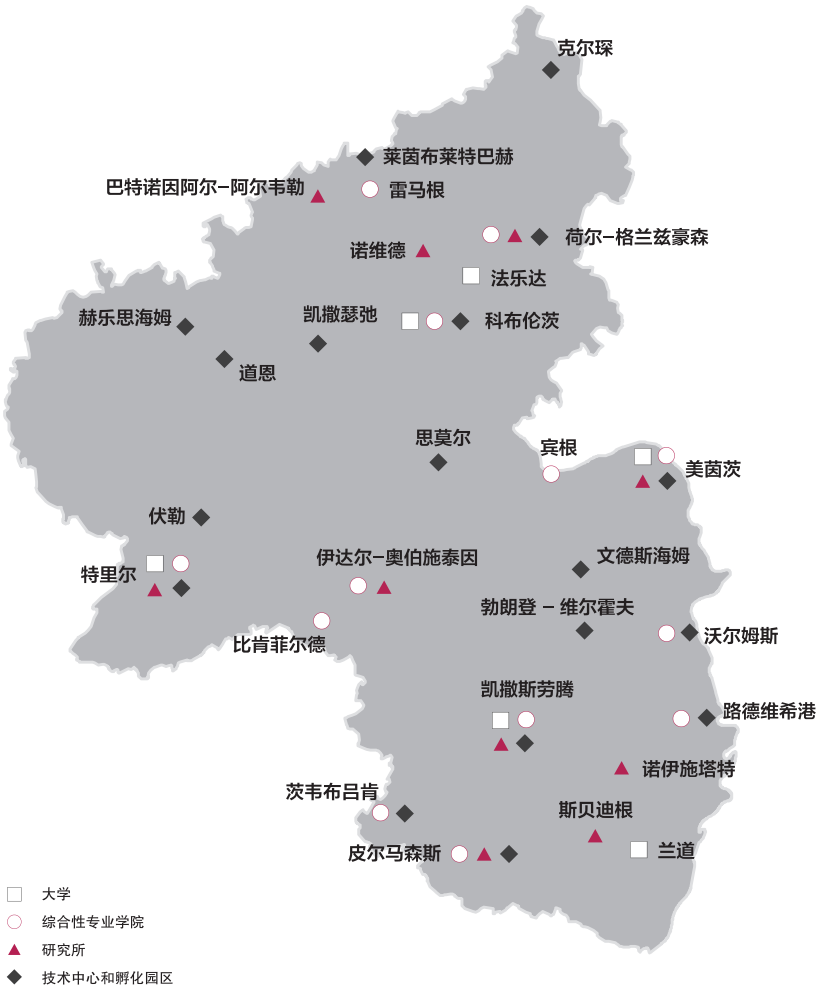 克尔琛
莱茵布莱特巴赫
巴特诺因阿尔-阿尔韦勒
雷马根
荷尔-格兰兹豪森
诺维德
法乐达
赫乐思海姆
凯撒瑟弛
科布伦茨
道恩
思莫尔
宾根
美茵茨
伏勒
特里尔
伊达尔-奥伯施泰因
文德斯海姆
勃朗登 - 维尔霍夫
比肯菲尔德
沃尔姆斯
凯撒斯劳腾
路德维希港
诺伊施塔特
茨韦布吕肯
斯贝迪根
皮尔马森斯
兰道
大学
综合性专业学院
研究所
技术中心和孵化园区